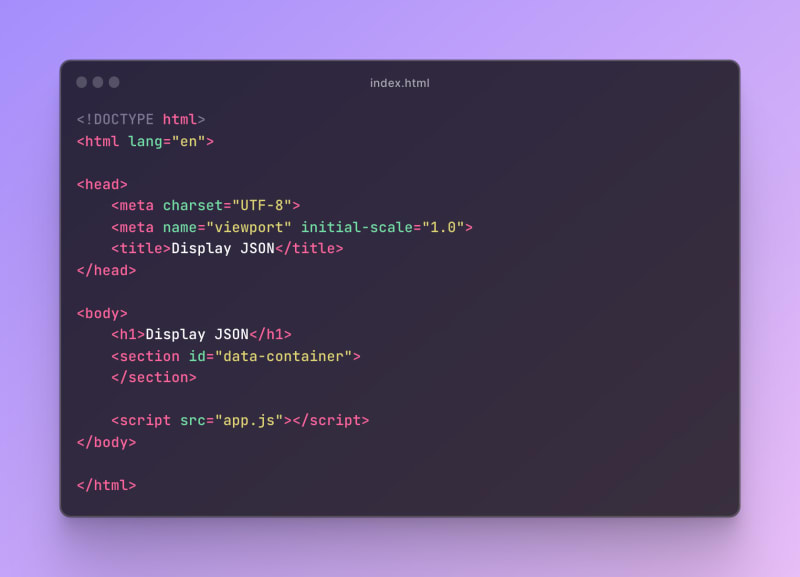 index.html
<!DOCTYPE html>
<html lang="en">
<head>
    <meta charset="UTF-8">
    <meta name="viewport" initial-scale="1.0">
    <title>Display JSON</title>
</head>
<body>
    <h1>Display JSON</h1>
    <section id="data-container">
    </section>
    <script src="app.js"></script>
</body>
</html>